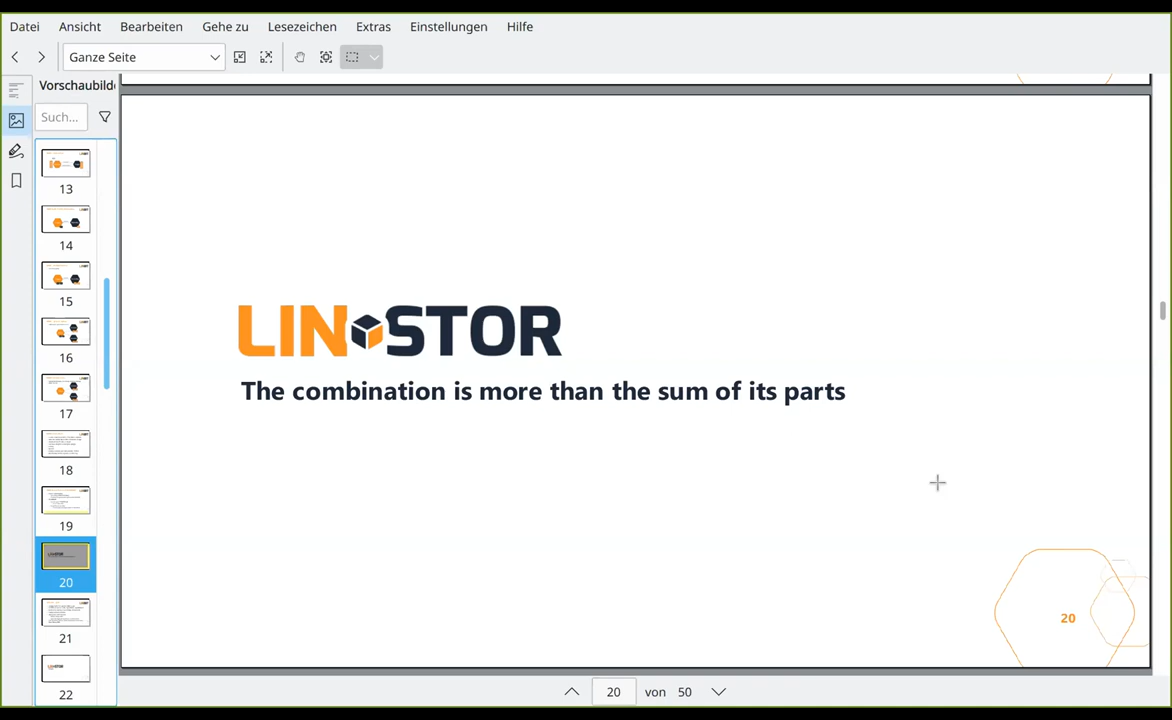 Datei Ansicht Bearbeiten Gehe zu Lesezeichen Extras Einstellungen Hilfe
Ganze Seite
Vorschaubild
Such...
13
14
15
16
17
18
19
20
21
22
LINSTOR
The combination is more than the sum of its parts
20
20 von 50